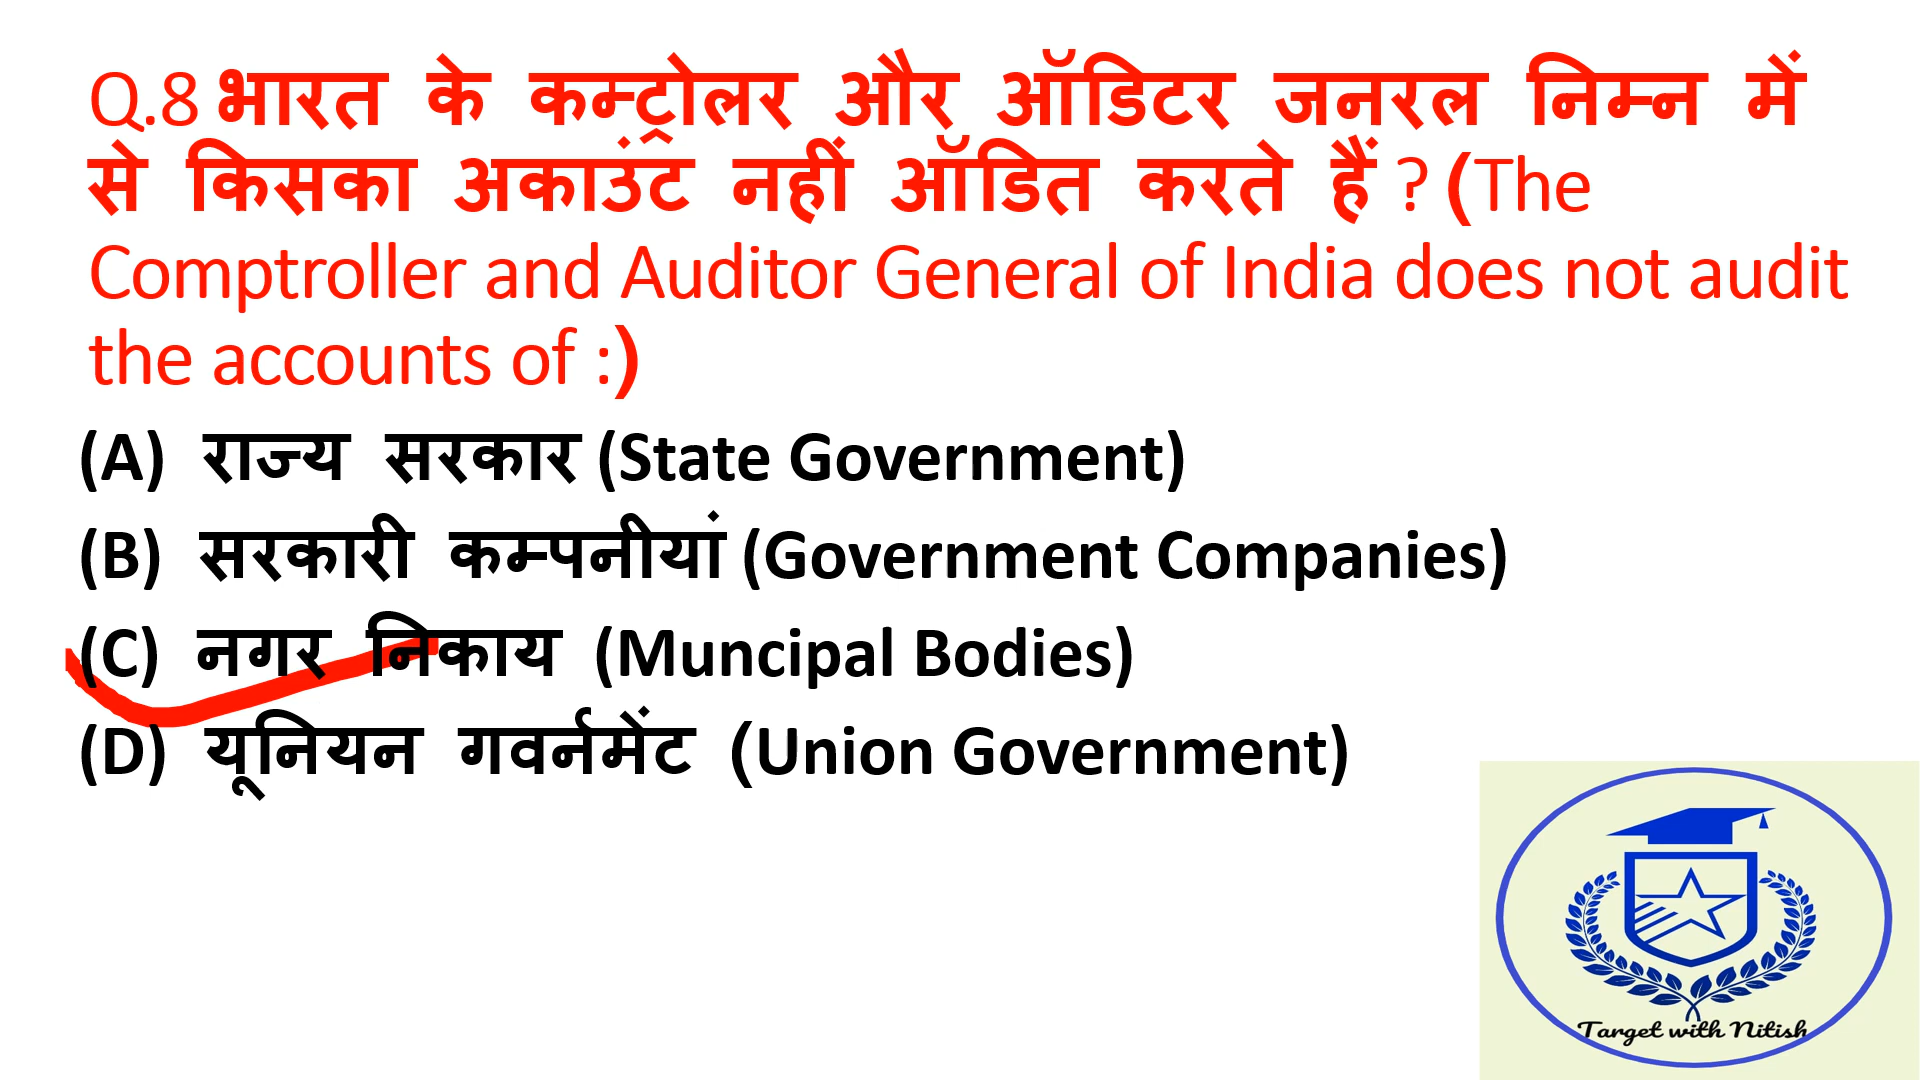 Q.8 भारत के कम्ट्रोलर और ऑडिटर जनरल निम्न में
से किसका अकाउंट नहीं ऑडित करते हैं ? (The
Comptroller and Auditor General of India does not audit
the accounts of :)
(A) राज्य सरकार (State Government)
(B) सरकारी कम्पनीयां (Government Companies)
(C) नगर निकाय (Muncipal Bodies)
(D) यूनियन गवर्नमेंट (Union Government)
Target with Nitish